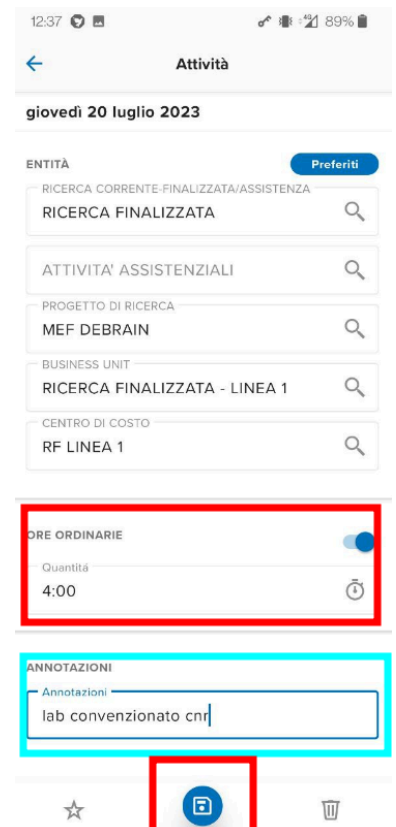 12:37 89%
Attività
giovedì 20 luglio 2023
ENTITÀ Preferiti
RICERCA CORRENTE-FINALIZZATA/ASSISTENZA
RICERCA FINALIZZATA
ATTIVITA' ASSISTENZIALI
PROGETTO DI RICERCA
MEF DEBRAIN
BUSINESS UNIT
RICERCA FINALIZZATA - LINEA 1
CENTRO DI COSTO
RF LINEA 1
ORE ORDINARIE
Quantità
4:00
ANNOTAZIONI
Annotazioni
lab convenzionato cnr